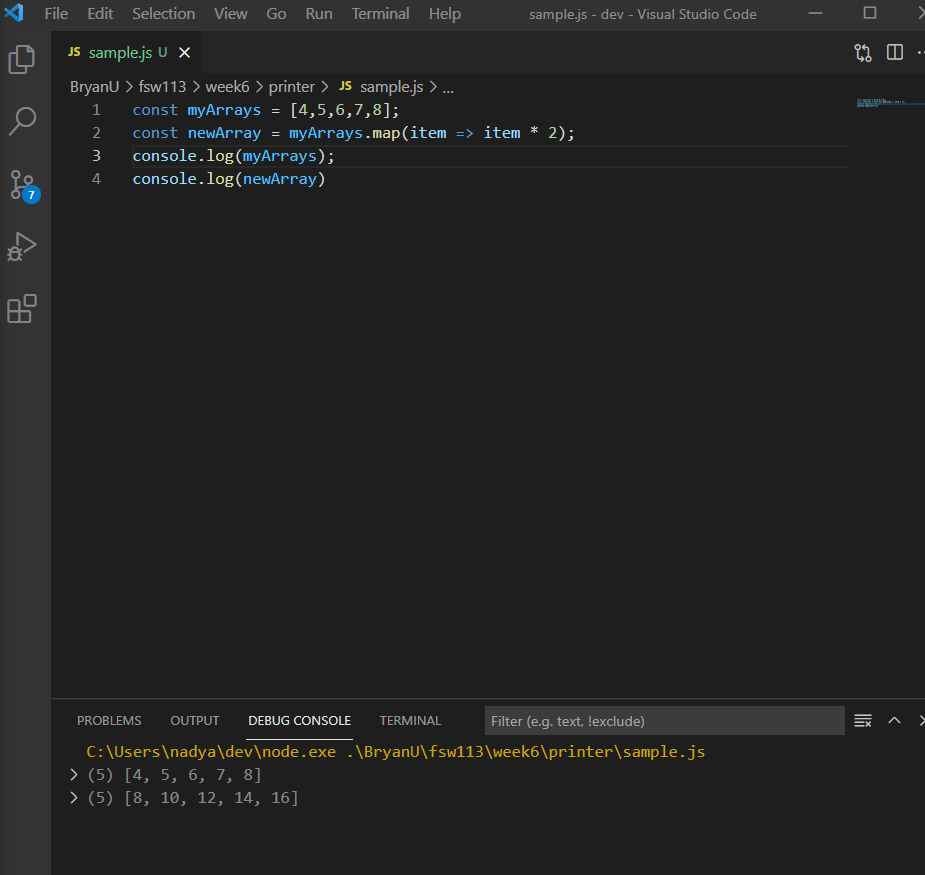 File Edit Selection View Go Run Terminal Help sample.js - dev - Visual Studio Code
JS sample.js U
BryanU > fsw113 > week6 > printer > JS sample.js > ...
1 const myArrays = [4,5,6,7,8];
2 const newArray = myArrays.map(item => item * 2);
3 console.log(myArrays);
4 console.log(newArray)
7
PROBLEMS OUTPUT DEBUG CONSOLE TERMINAL Filter (e.g. text, !exclude)
C:\Users\nadya\dev\node.exe .\BryanU\fsw113\week6\printer\sample.js
> (5) [4, 5, 6, 7, 8]
> (5) [8, 10, 12, 14, 16]